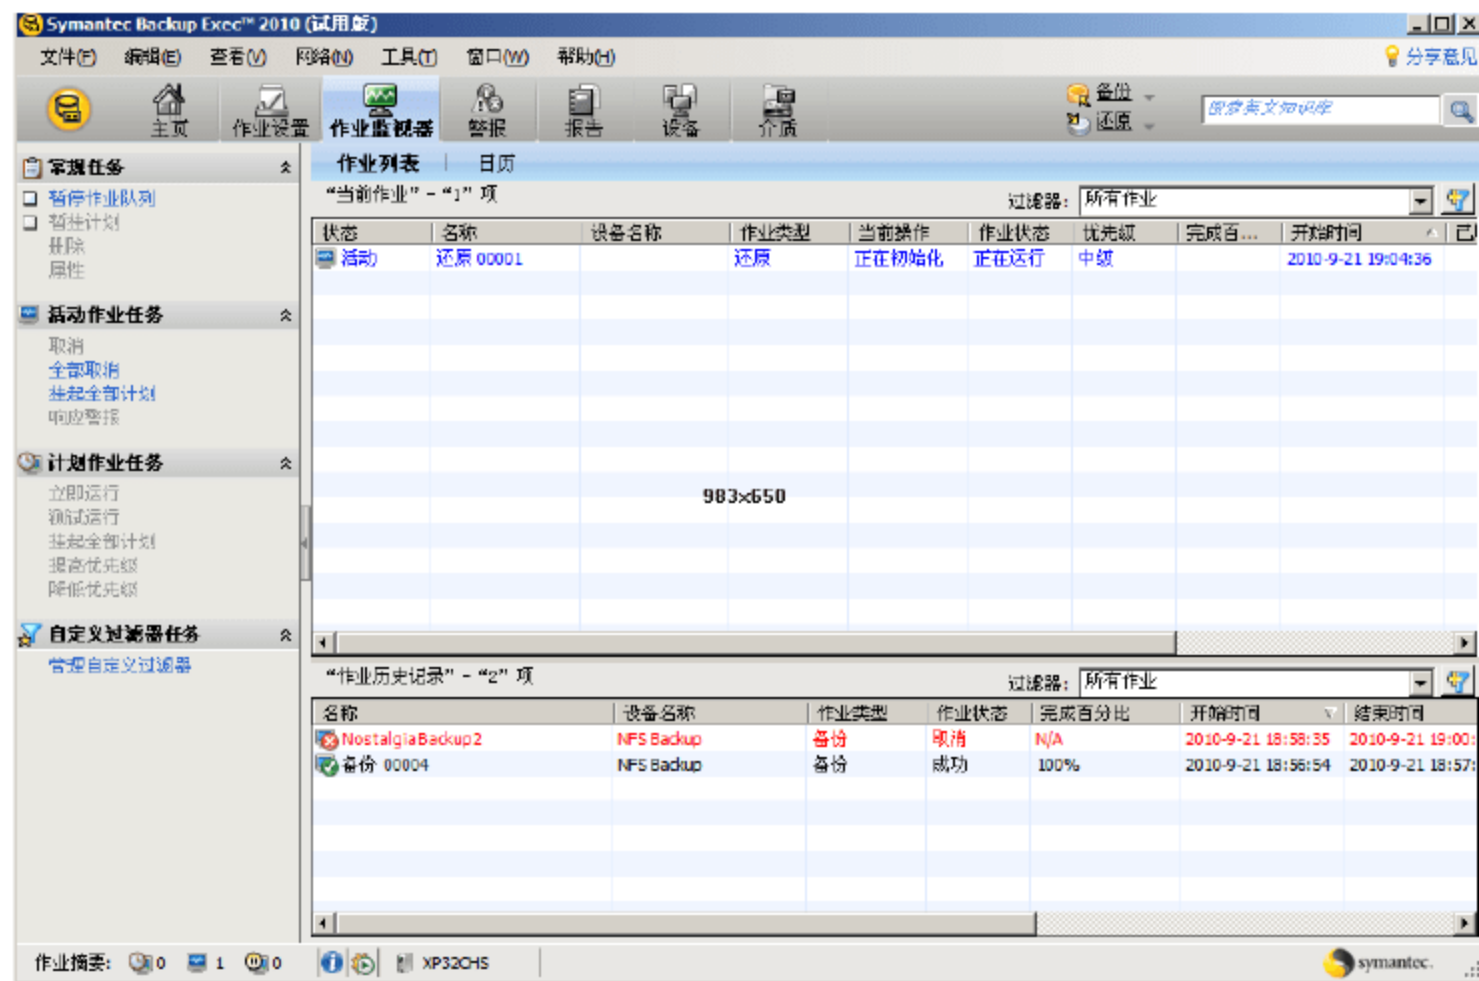 Symantec Backup Exec™ 2010 (试用版)
文件(F) 编辑(E) 查看(V) 网络(N) 工具(T) 窗口(W) 帮助(H) 分享意见
主页 作业设置 作业监视器 警报 报告 设备 介质 备份 还原 搜索英文知识库
常规任务
暂停作业队列
暂挂计划
删除
属性
活动作业任务
取消
全部取消
挂起全部计划
响应警报
计划作业任务
立即运行
测试运行
挂起全部计划
提高优先级
降低优先级
自定义过滤器任务
管理自定义过滤器
作业列表 日历
“当前作业” - “1” 项 过滤器: 所有作业
状态 名称 设备名称 作业类型 当前操作 作业状态 优先级 完成百... 开始时间
活动 还原 00001 还原 正在初始化 正在运行 中级 2010-9-21 19:04:36
983x650
“作业历史记录” - “2” 项 过滤器: 所有作业
名称 设备名称 作业类型 作业状态 完成百分比 开始时间 结束时间
NostalgiaBackup2 NFS Backup 备份 取消 N/A 2010-9-21 18:58:35 2010-9-21 19:00:
备份 00004 NFS Backup 备份 成功 100% 2010-9-21 18:56:54 2010-9-21 18:57:
作业摘要: 0 1 0 XP32CHS symantec.